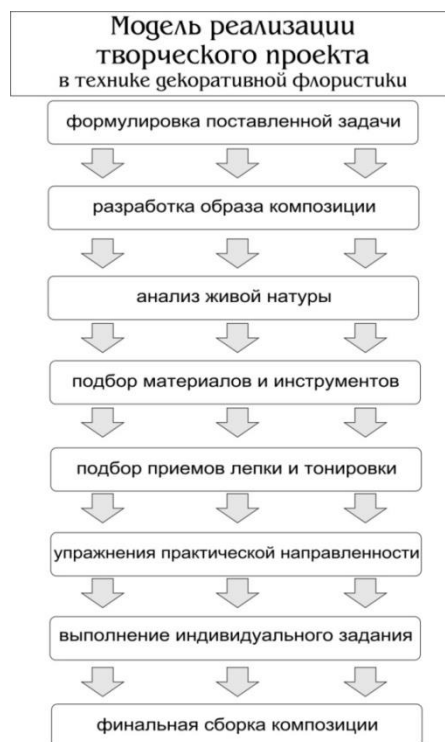 Модель реализации
творческого проекта
в технике декоративной флористики
формулировка поставленной задачи
разработка образа композиции
анализ живой натуры
подбор материалов и инструментов
подбор приемов лепки и тонировки
упражнения практической направленности
выполнение индивидуального задания
финальная сборка композиции